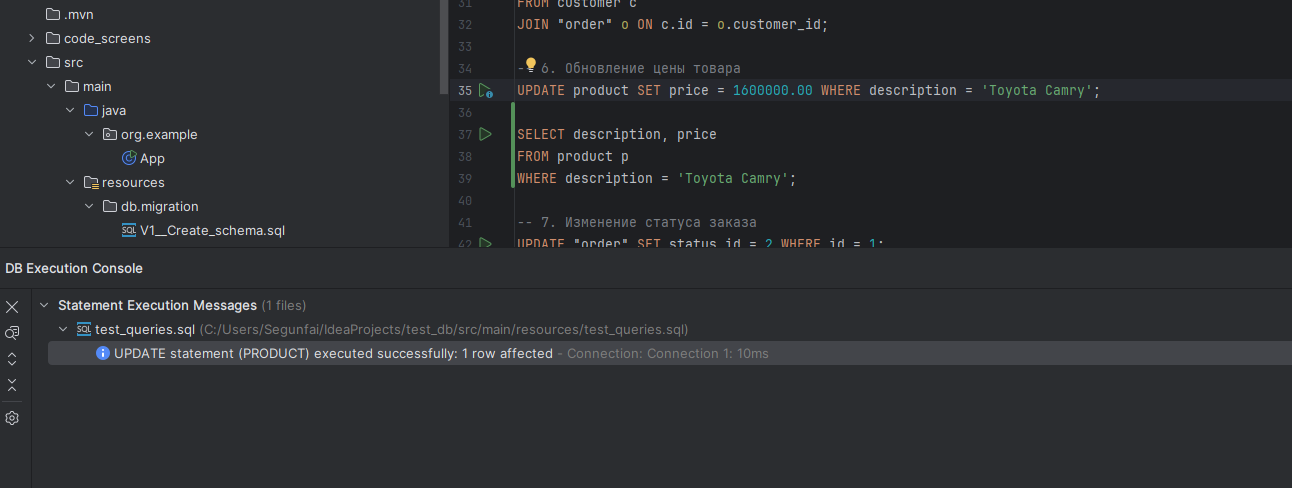 .mvn
code_screens
src
main
java
org.example
App
resources
db.migration
V1__Create_schema.sql
31 FROM customer c
32 JOIN "order" o ON c.id = o.customer_id;
33
34 -- 6. Обновление цены товара
35 UPDATE product SET price = 1600000.00 WHERE description = 'Toyota Camry';
36
37 SELECT description, price
38 FROM product p
39 WHERE description = 'Toyota Camry';
40
41 -- 7. Изменение статуса заказа
42 UPDATE "order" SET status_id = 2 WHERE id = 1;
DB Execution Console
Statement Execution Messages (1 files)
test_queries.sql (C:/Users/Segunfai/IdeaProjects/test_db/src/main/resources/test_queries.sql)
UPDATE statement (PRODUCT) executed successfully: 1 row affected - Connection: Connection 1: 10ms